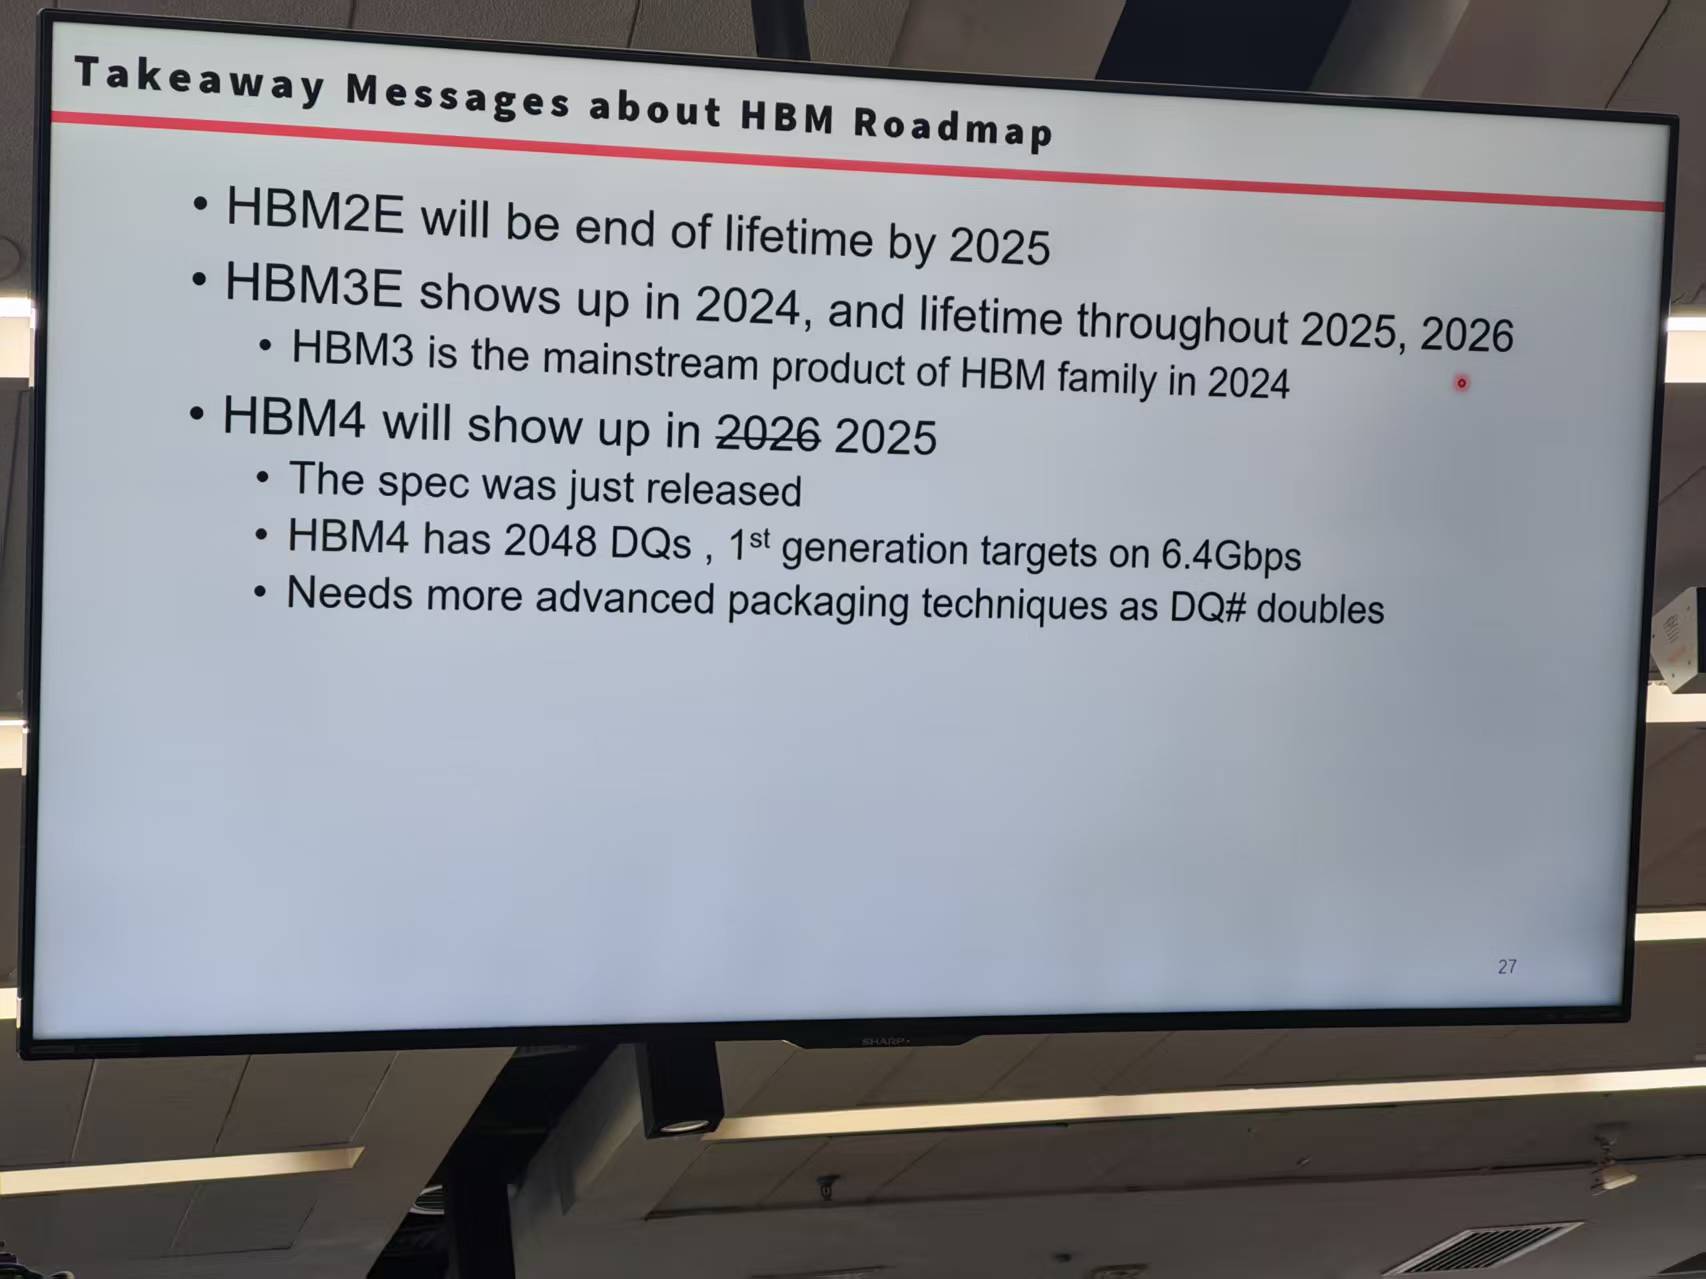 Takeaway Messages about HBM Roadmap
• HBM2E will be end of lifetime by 2025
• HBM3E shows up in 2024, and lifetime throughout 2025, 2026
• HBM3 is the mainstream product of HBM family in 2024
• HBM4 will show up in 2026 2025
• The spec was just released
• HBM4 has 2048 DQs , 1st generation targets on 6.4Gbps
• Needs more advanced packaging techniques as DQ# doubles
27
SHARP